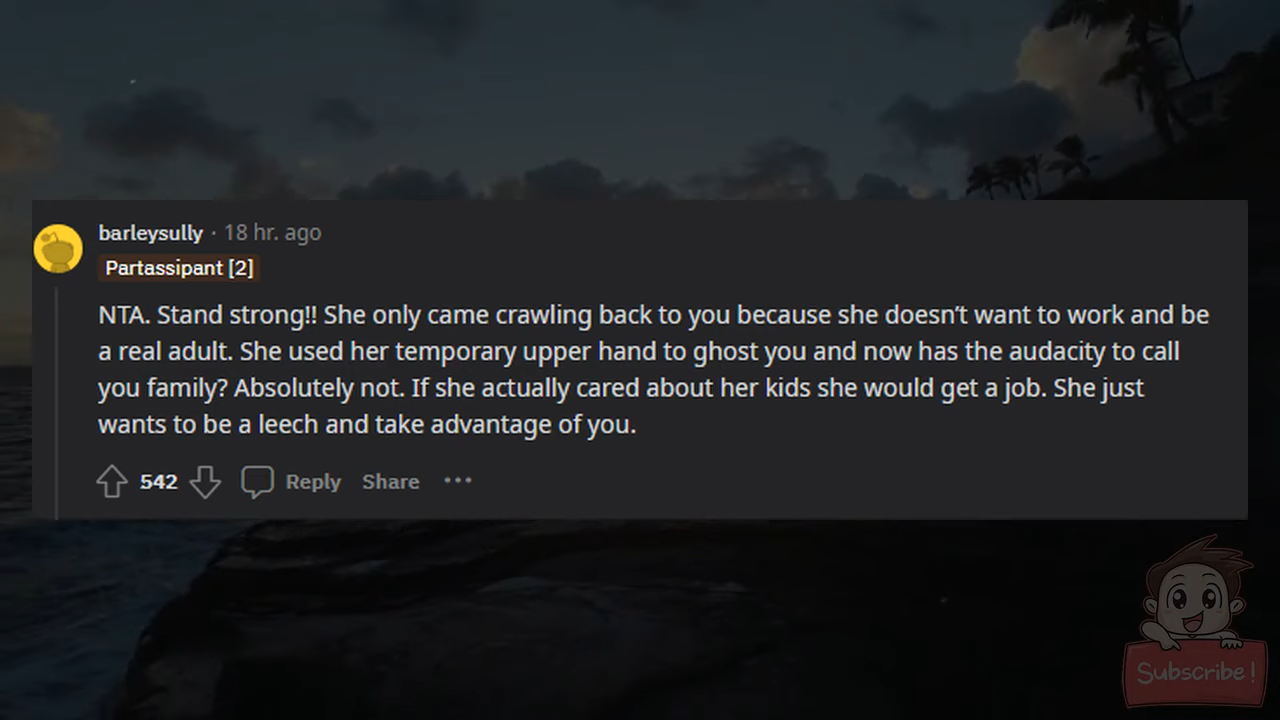 barleysully · 18 hr. ago
Partassipant [2]
NTA. Stand strong!! She only came crawling back to you because she doesn’t want to work and be
a real adult. She used her temporary upper hand to ghost you and now has the audacity to call
you family? Absolutely not. If she actually cared about her kids she would get a job. She just
wants to be a leech and take advantage of you.
542 Reply Share ···
Subscribe!